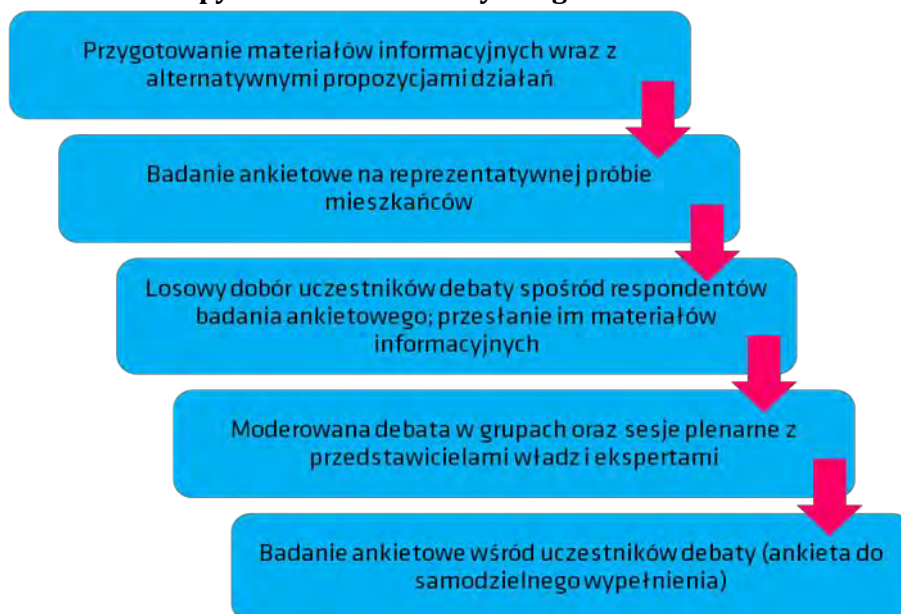 Przygotowanie materiałów informacyjnych wraz z
alternatywnymi propozycjami działań
Badanie ankietowe na reprezentatywnej próbie
mieszkańców
Losowy dobór uczestników debaty spośród respondentów
badania ankietowego; przesłanie im materiałów
informacyjnych
Moderowana debata w grupach oraz sesje plenarne z
przedstawicielami władz i ekspertami
Badanie ankietowe wśród uczestników debaty (ankieta do
samodzielnego wypełnienia)